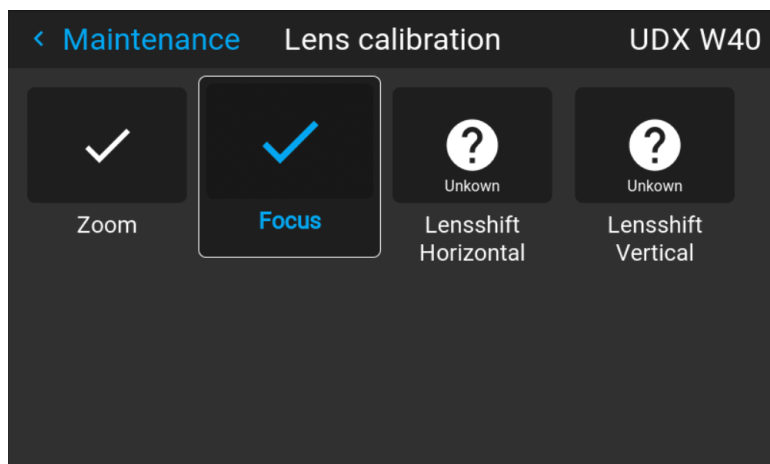 Maintenance Lens calibration UDX W40
Unkown Unkown
Zoom Focus Lensshift Horizontal Lensshift Vertical